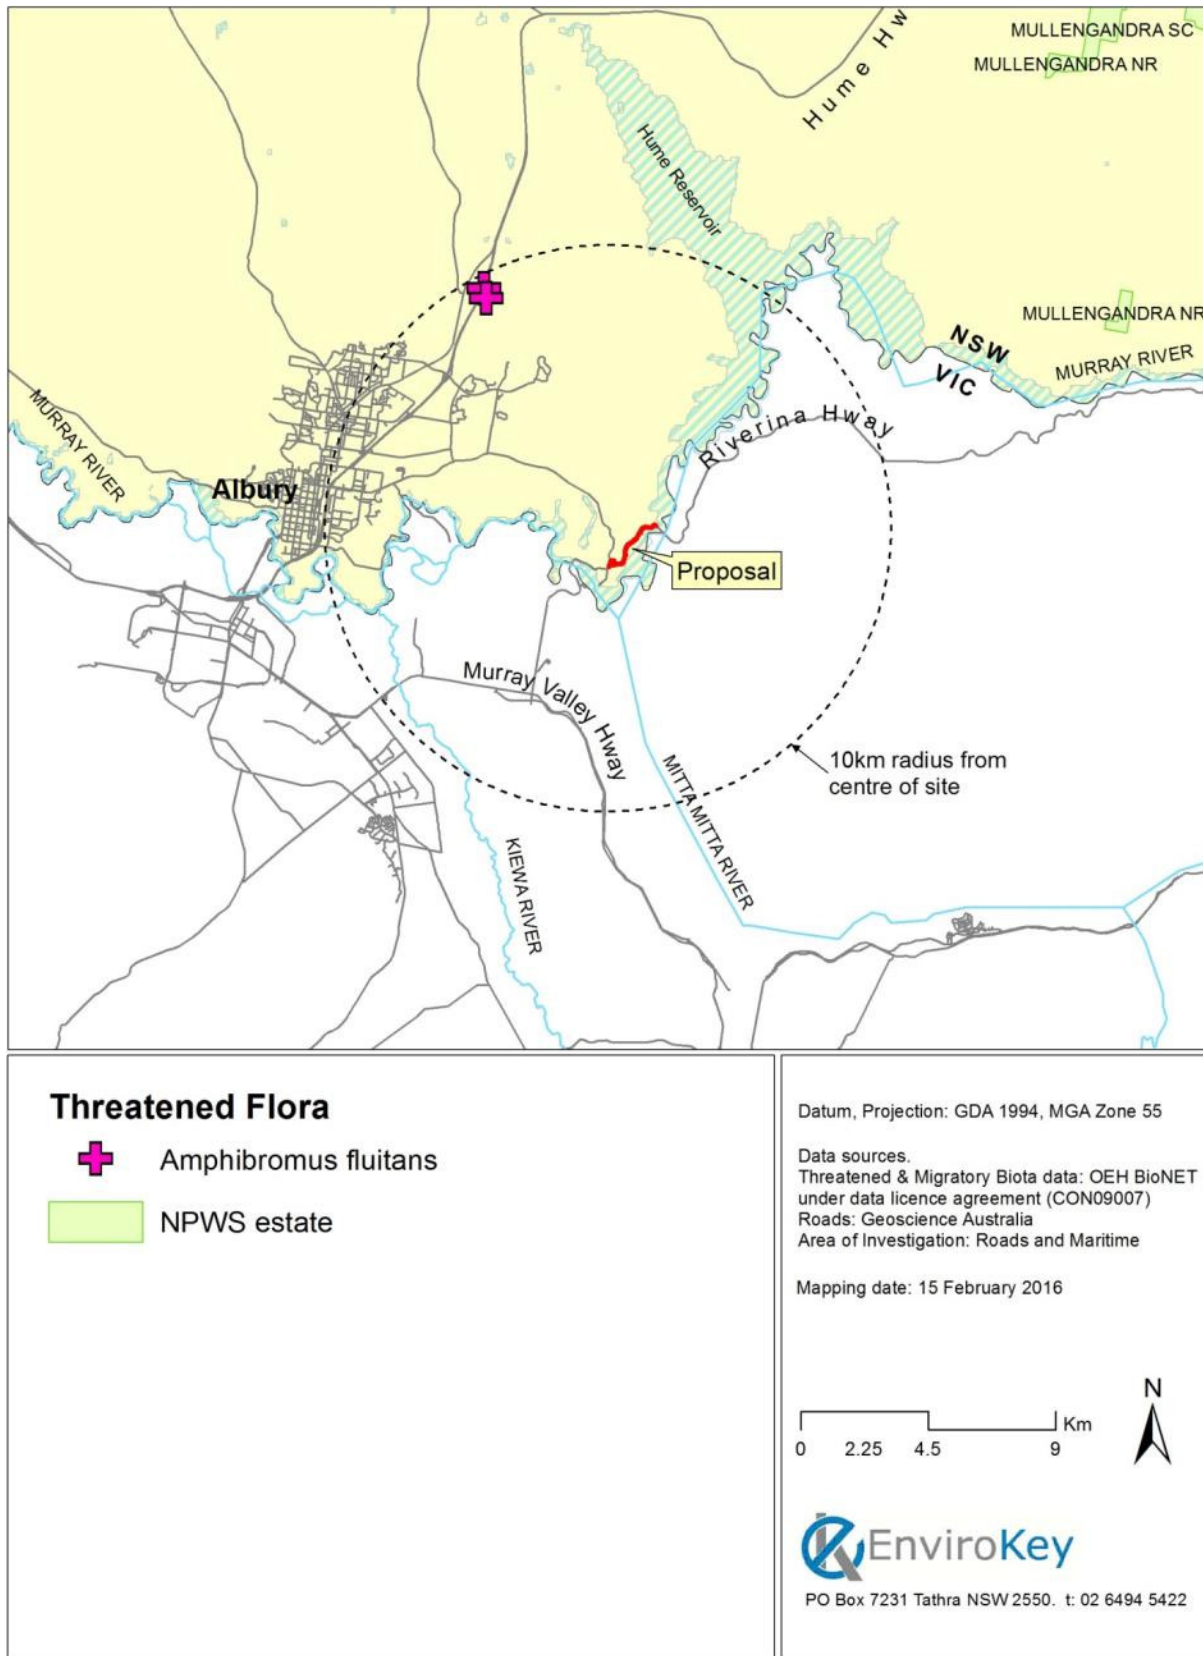 MULLENGANDRA SC
MULLENGANDRA NR
Hume Hw
Hume Reservoir
MULLENGANDRA NR
NSW
VIC
MURRAY RIVER
Riverina Hway
MURRAY RIVER
Albury
Proposal
Murray Valley Hway
10km radius from
centre of site
MITTA MITTA RIVER
KIEWA RIVER
Threatened Flora
Amphibromus fluitans
NPWS estate
Datum, Projection: GDA 1994, MGA Zone 55
Data sources.
Threatened & Migratory Biota data: OEH BioNET
under data licence agreement (CON09007)
Roads: Geoscience Australia
Area of Investigation: Roads and Maritime
Mapping date: 15 February 2016
N
Km
0 2.25 4.5 9
EnviroKey
PO Box 7231 Tathra NSW 2550. t: 02 6494 5422